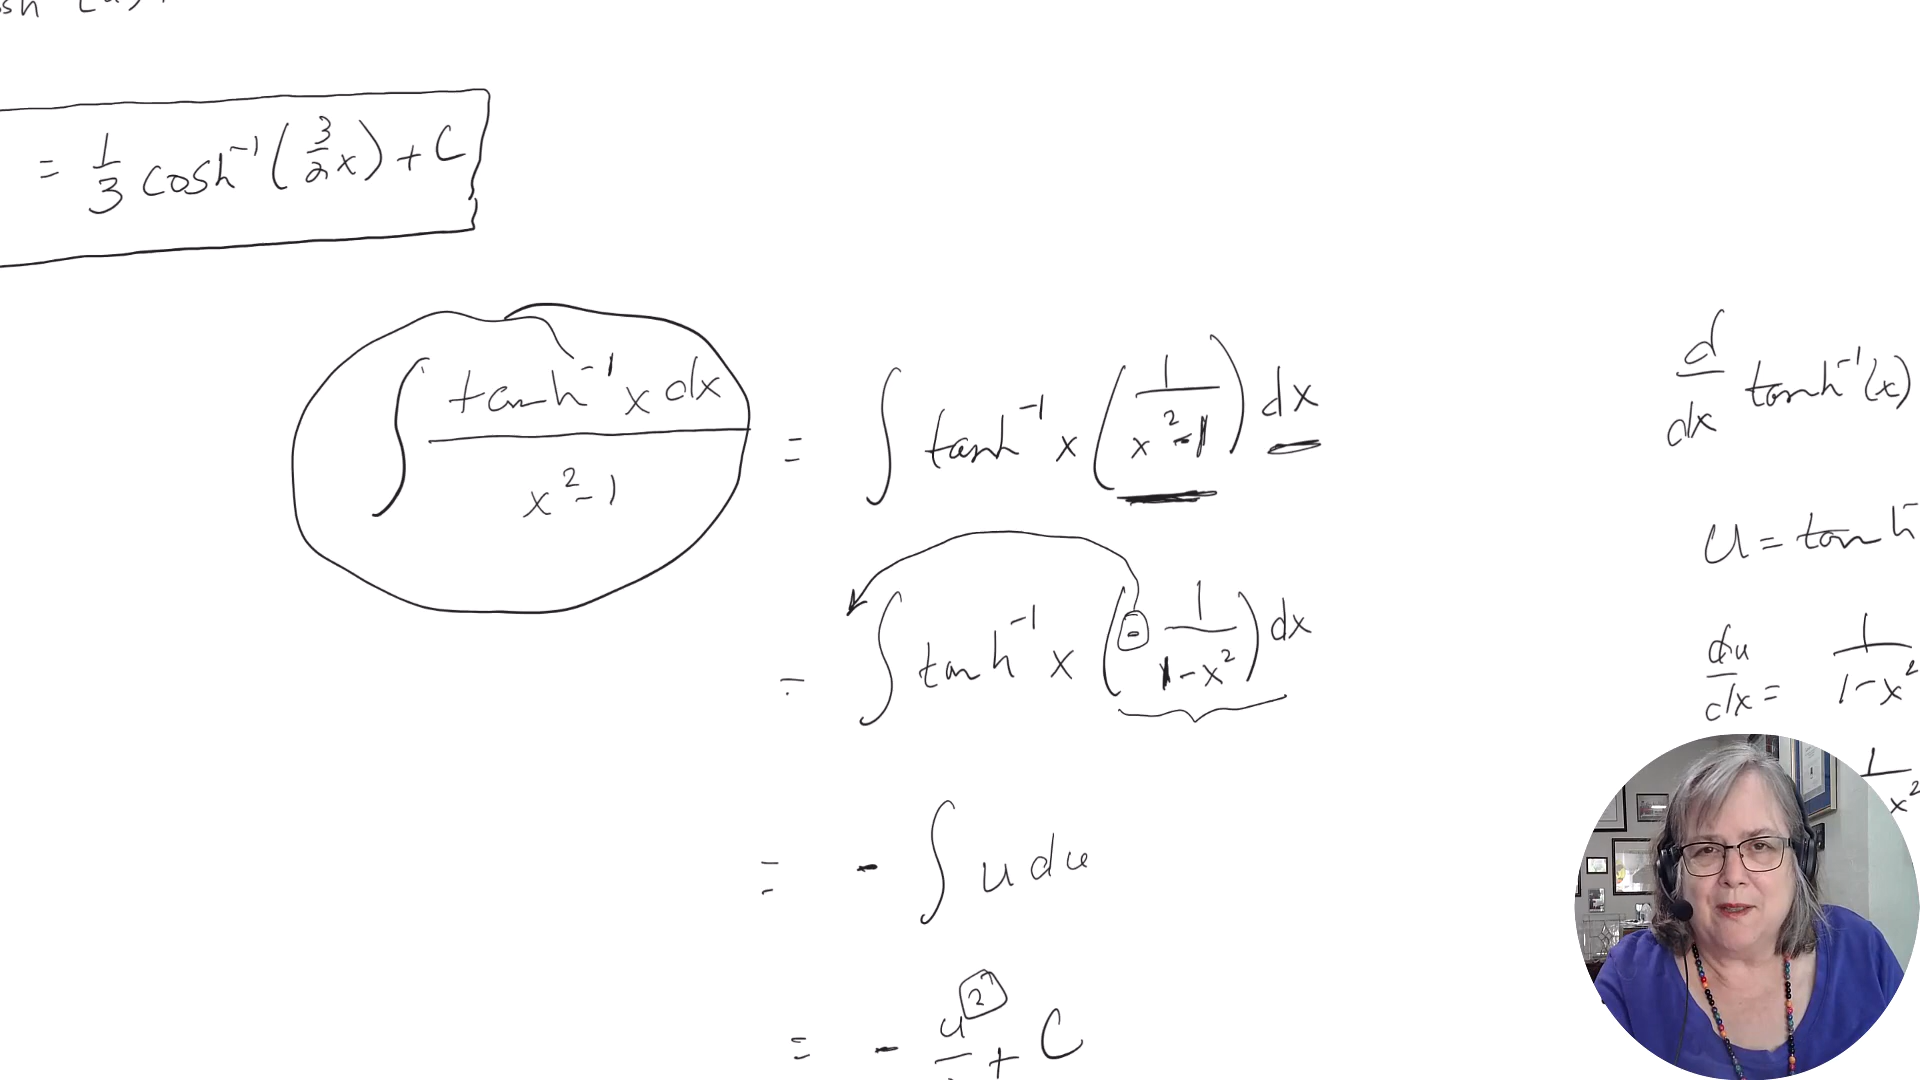 = 1/3 cosh⁻¹(3/2 x) + C
∫ tanh⁻¹ x dx / x² - 1 = ∫ tanh⁻¹ x (1 / x² - 1) dx
= ∫ tanh⁻¹ x (- 1 / 1 - x²) dx
= - ∫ u du
= - u² + C
d/dx tanh⁻¹(x)
u = tanh⁻
du/dx = 1 / 1 - x²
1 / x²